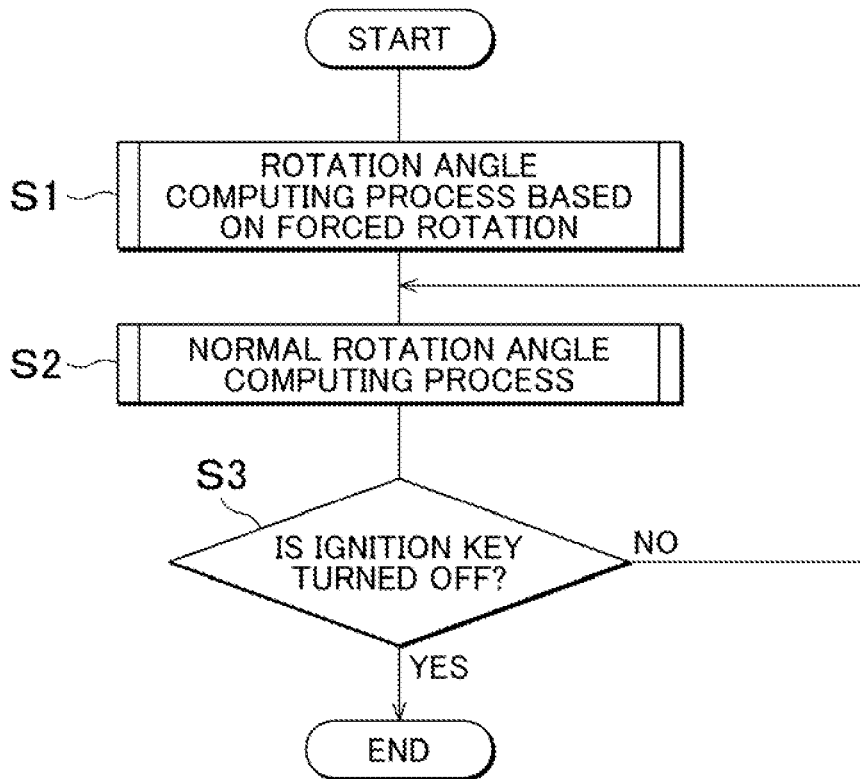 START
S1
ROTATION ANGLE
COMPUTING PROCESS BASED
ON FORCED ROTATION
S2
NORMAL ROTATION ANGLE
COMPUTING PROCESS
S3
IS IGNITION KEY
TURNED OFF?
NO
YES
END